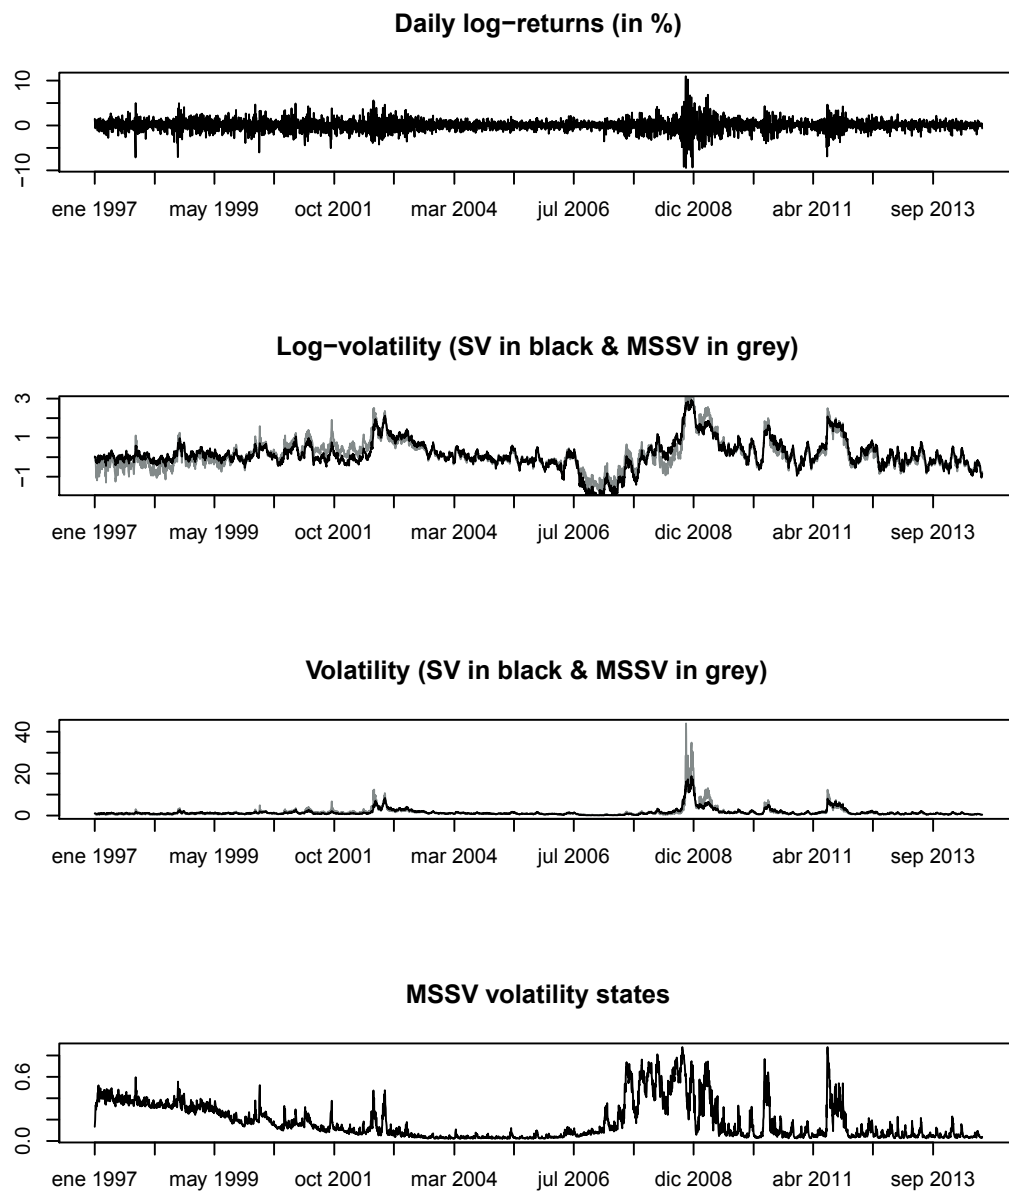 Daily log−returns (in %)
10
0
−10
ene 1997 may 1999 oct 2001 mar 2004 jul 2006 dic 2008 abr 2011 sep 2013
Log−volatility (SV in black & MSSV in grey)
3
1
−1
ene 1997 may 1999 oct 2001 mar 2004 jul 2006 dic 2008 abr 2011 sep 2013
Volatility (SV in black & MSSV in grey)
40
20
0
ene 1997 may 1999 oct 2001 mar 2004 jul 2006 dic 2008 abr 2011 sep 2013
MSSV volatility states
0.6
0.0
ene 1997 may 1999 oct 2001 mar 2004 jul 2006 dic 2008 abr 2011 sep 2013